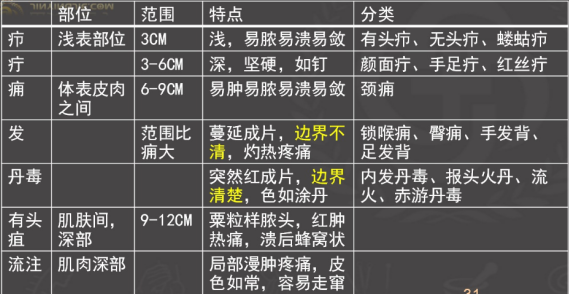 部位 范围 特点 分类
疖 浅表部位 3CM 浅，易脓易溃易敛 有头疖、无头疖、蝼蛄疖
疔 3-6CM 深，坚硬，如钉 颜面疔、手足疔、红丝疔
痈 体表皮肉之间 6-9CM 易肿易脓易溃易敛 颈痈
发 范围比痈大 蔓延成片，边界不清，灼热疼痛 锁喉痈、臀痈、手发背、足发背
丹毒 突然红成片，边界清楚，色如涂丹 内发丹毒、抱头火丹、流火、赤游丹毒
有头疽 肌肤间，深部 9-12CM 粟粒样脓头，红肿热痛，溃后蜂窝状
流注 肌肉深部 局部漫肿疼痛，皮色如常，容易走窜